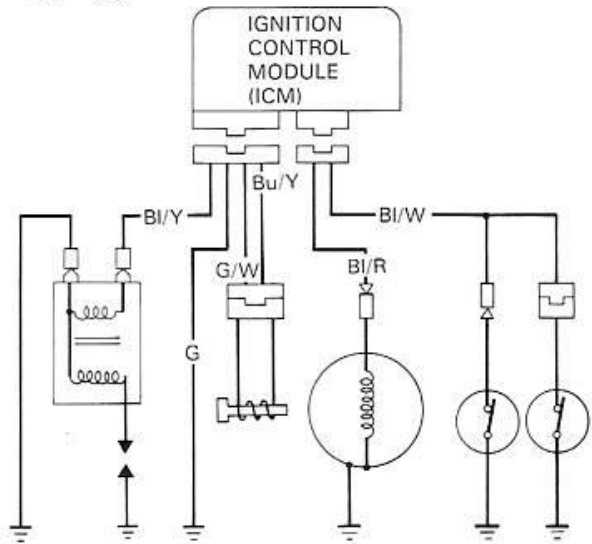 IGNITION
CONTROL
MODULE
(ICM)
Bu/Y
Bl/Y
Bl/W
G/W
Bl/R
G